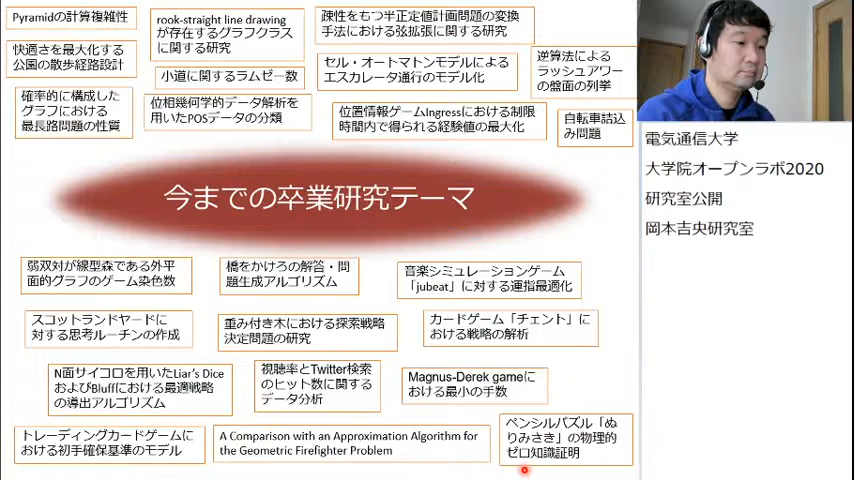 Pyramidの計算複雑性
rook-straight line drawing
が存在するグラフクラス
に関する研究
疎性をもつ半正定値計画問題の変換
手法における弦拡張に関する研究
快適さを最大化する
公園の散歩経路設計
小道に関するラムゼー数
セル・オートマトンモデルによる
エスカレータ通行のモデル化
逆算法による
ラッシュアワー
の盤面の列挙
確率的に構成した
グラフにおける
最長路問題の性質
位相幾何学的データ解析を
用いたPOSデータの分類
位置情報ゲームIngressにおける制限
時間内で得られる経験値の最大化
自転車詰込
み問題
今までの卒業研究テーマ
弱双対が線型森である外平
面的グラフのゲーム染色数
橋をかけろの解答・問
題生成アルゴリズム
音楽シミュレーションゲーム
「jubeat」に対する運指最適化
スコットランドヤードに
対する思考ルーチンの作成
重み付き木における探索戦略
決定問題の研究
カードゲーム「チェント」に
おける戦略の解析
N面サイコロを用いたLiar's Dice
およびBluffにおける最適戦略
の導出アルゴリズム
視聴率とTwitter検索
のヒット数に関する
データ分析
Magnus-Derek gameに
おける最小の手数
トレーディングカードゲームに
おける初手確保基準のモデル
A Comparison with an Approximation Algorithm for
the Geometric Firefighter Problem
ペンシルパズル「ぬ
りみさき」の物理的
ゼロ知識証明
電気通信大学
大学院オープンラボ2020
研究室公開
岡本吉央研究室